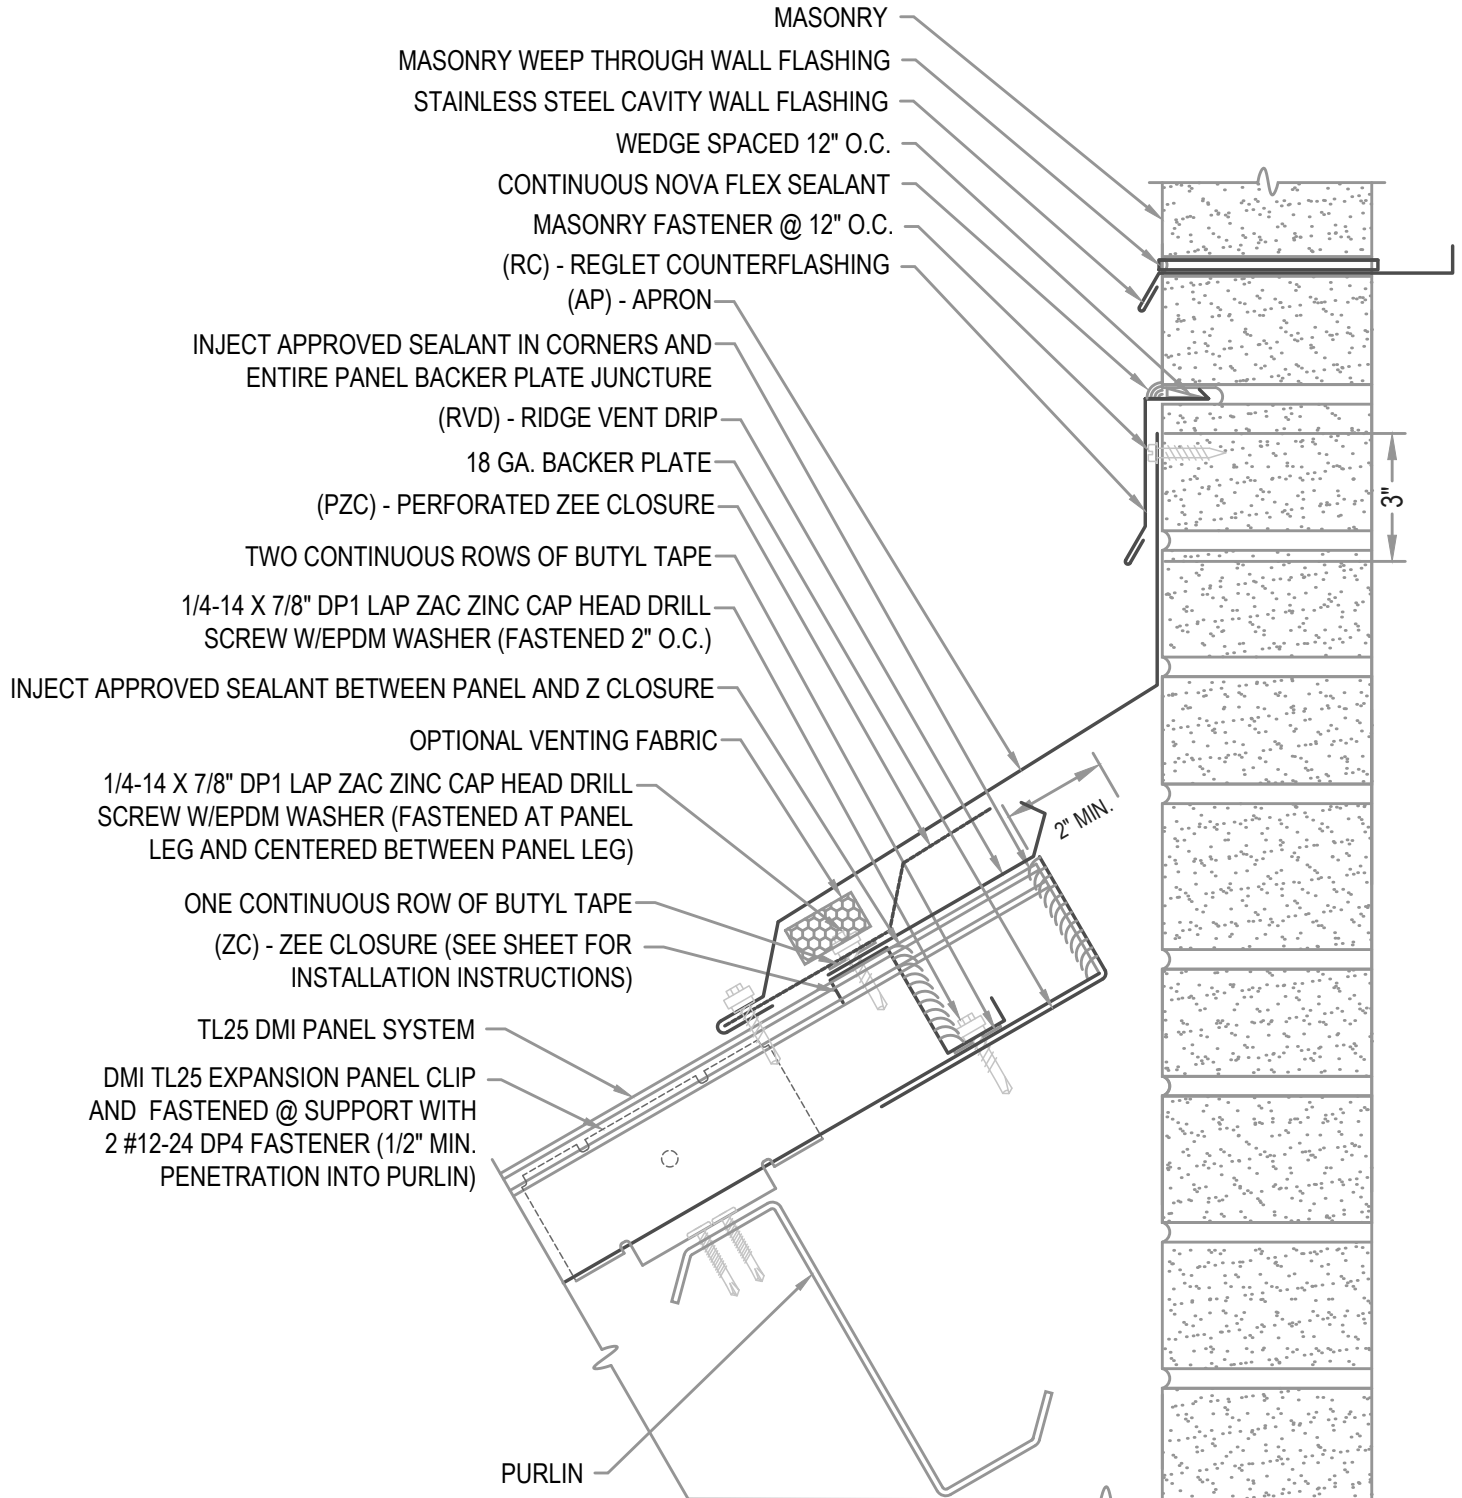 MASONRY
MASONRY WEEP THROUGH WALL FLASHING
STAINLESS STEEL CAVITY WALL FLASHING
WEDGE SPACED 12" O.C.
CONTINUOUS NOVA FLEX SEALANT
MASONRY FASTENER @ 12" O.C.
(RC) - REGLET COUNTERFLASHING
(AP) - APRON
INJECT APPROVED SEALANT IN CORNERS AND
ENTIRE PANEL BACKER PLATE JUNCTURE
(RVD) - RIDGE VENT DRIP
18 GA. BACKER PLATE
(PZC) - PERFORATED ZEE CLOSURE
TWO CONTINUOUS ROWS OF BUTYL TAPE
1/4-14 X 7/8" DP1 LAP ZAC ZINC CAP HEAD DRILL
SCREW W/EPDM WASHER (FASTENED 2" O.C.)
INJECT APPROVED SEALANT BETWEEN PANEL AND Z CLOSURE
OPTIONAL VENTING FABRIC
1/4-14 X 7/8" DP1 LAP ZAC ZINC CAP HEAD DRILL
SCREW W/EPDM WASHER (FASTENED AT PANEL
LEG AND CENTERED BETWEEN PANEL LEG)
ONE CONTINUOUS ROW OF BUTYL TAPE
(ZC) - ZEE CLOSURE (SEE SHEET FOR
INSTALLATION INSTRUCTIONS)
TL25 DMI PANEL SYSTEM
DMI TL25 EXPANSION PANEL CLIP
AND FASTENED @ SUPPORT WITH
2 #12-24 DP4 FASTENER (1/2" MIN.
PENETRATION INTO PURLIN)
PURLIN
3"
2" MIN.